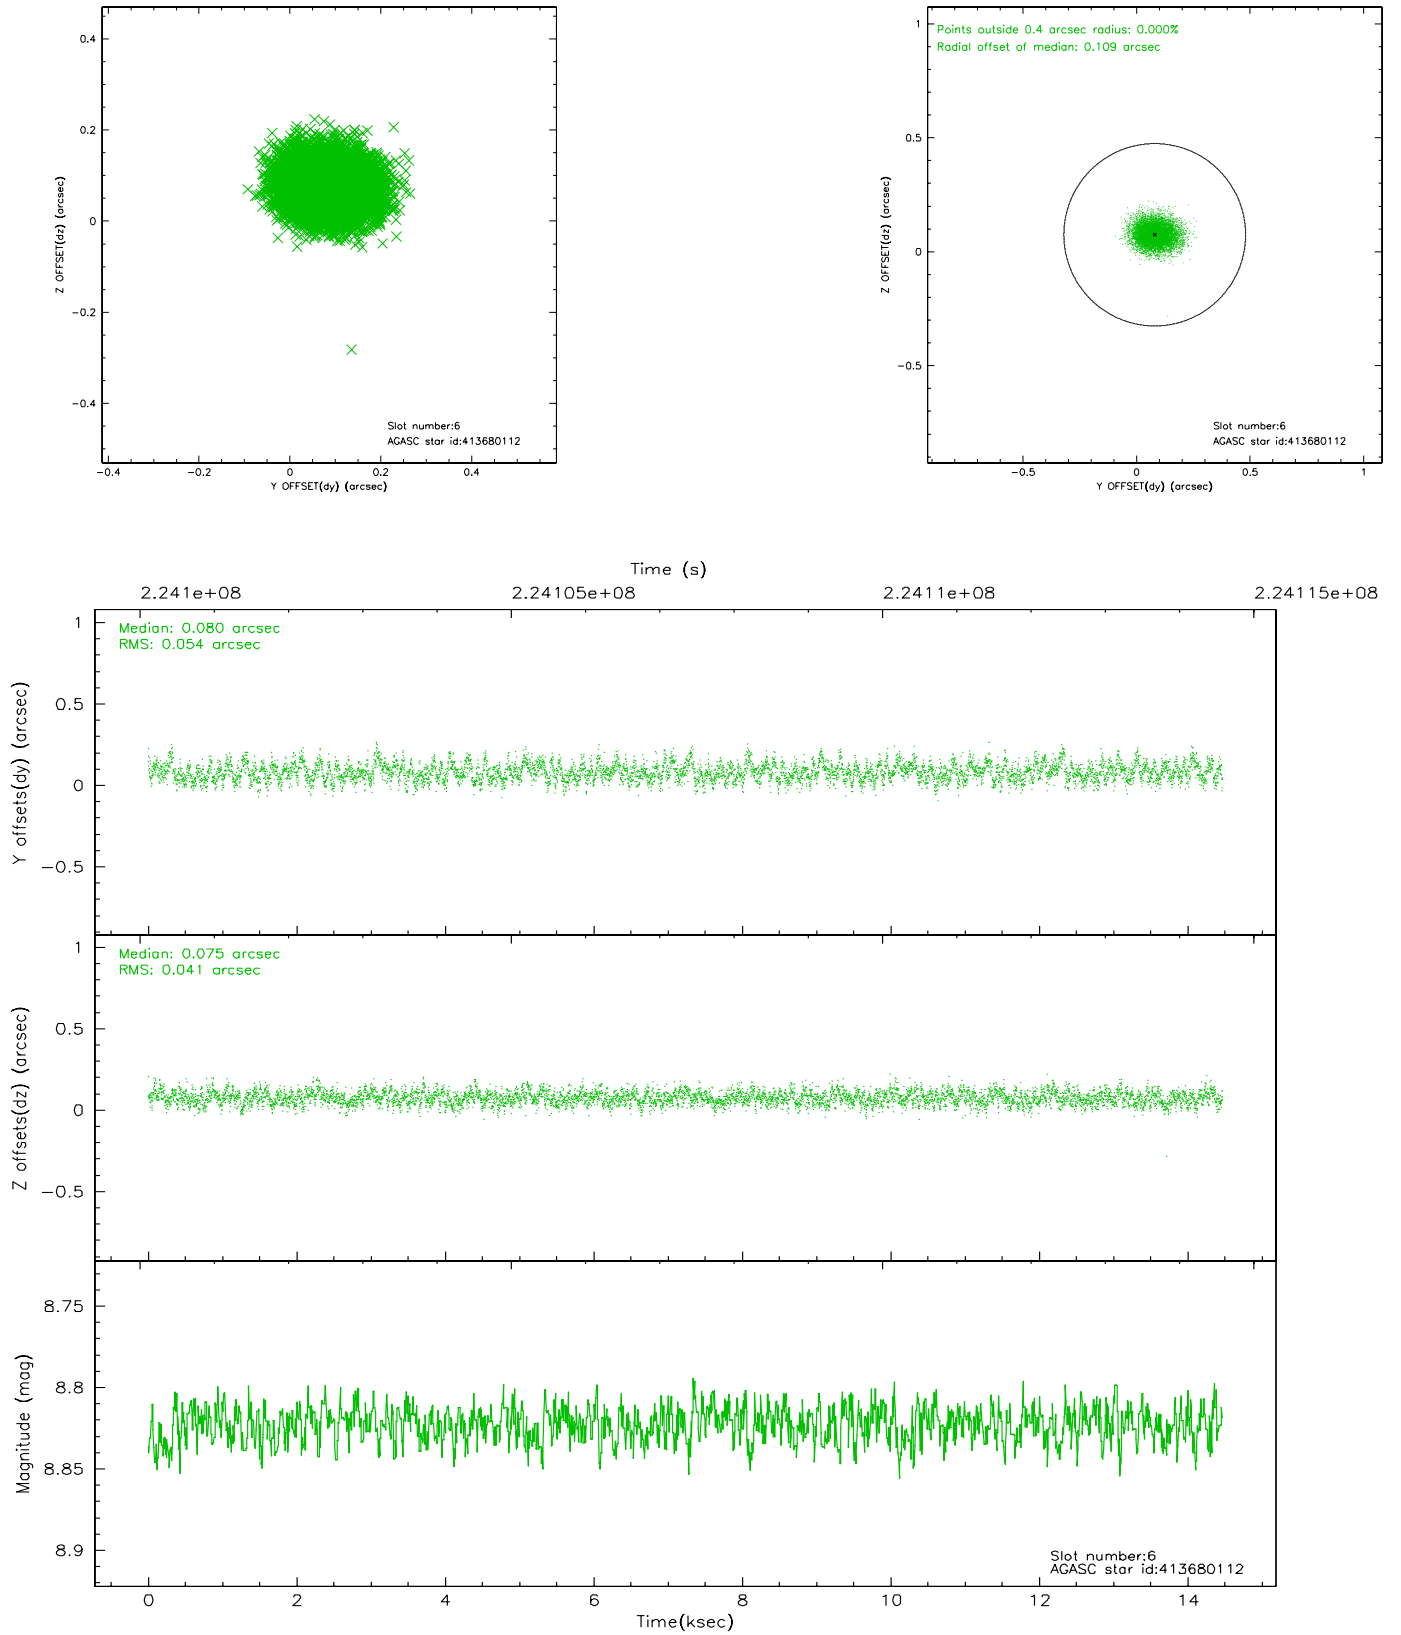 0.4
0.2
0
−0.2
−0.4
Z OFFSET(dz) (arcsec)
Slot number:6
AGASC star id:413680112
−0.4 −0.2 0 0.2 0.4
Y OFFSET(dy) (arcsec)
Points outside 0.4 arcsec radius: 0.000%
Radial offset of median: 0.109 arcsec
1
0.5
0
−0.5
Z OFFSET(dz) (arcsec)
Slot number:6
AGASC star id:413680112
−0.5 0 0.5 1
Y OFFSET(dy) (arcsec)
Time (s)
2.241e+08 2.24105e+08 2.2411e+08 2.24115e+08
Median: 0.080 arcsec
RMS: 0.054 arcsec
1
0.5
0
−0.5
Y offsets(dy) (arcsec)
Median: 0.075 arcsec
RMS: 0.041 arcsec
1
0.5
0
−0.5
Z offsets(dz) (arcsec)
8.75
8.8
8.85
8.9
Magnitude (mag)
Slot number:6
AGASC star id:413680112
0 2 4 6 8 10 12 14
Time(ksec)